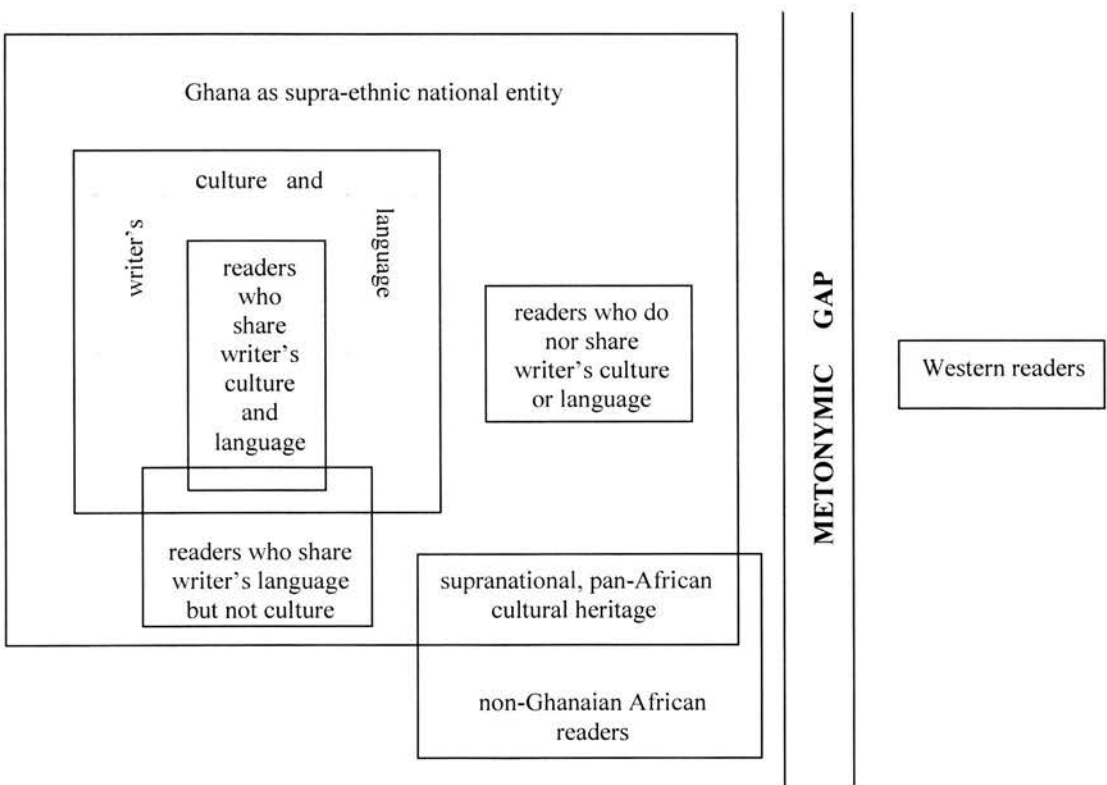 Ghana as supra-ethnic national entity
culture and
writer's
language
readers
who
share
writer's
culture
and
language
readers who do
nor share
writer's culture
or language
METONYMIC GAP
Western readers
readers who share
writer's language
but not culture
supranational, pan-African
cultural heritage
non-Ghanaian African
readers